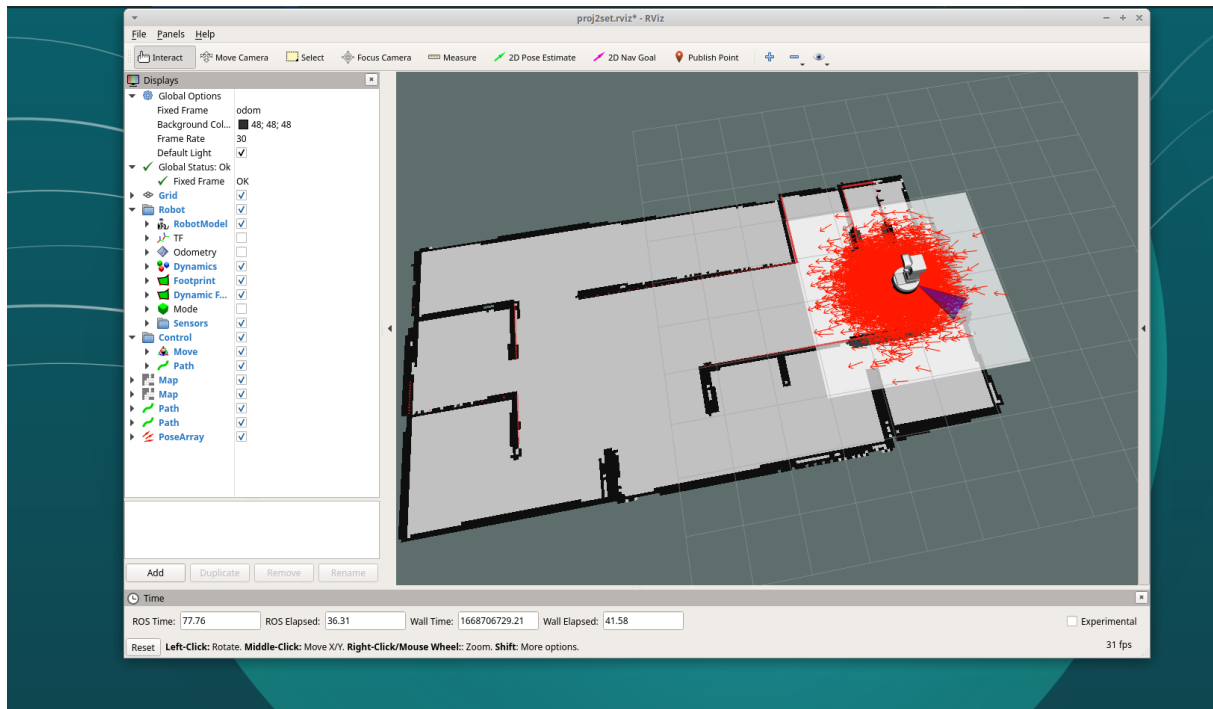 proj2set.rviz* - RViz
File Panels Help
Interact Move Camera Select Focus Camera Measure 2D Pose Estimate 2D Nav Goal Publish Point
Displays
Global Options
Fixed Frame odom
Background Col... 48; 48; 48
Frame Rate 30
Default Light
Global Status: Ok
Fixed Frame OK
Grid
Robot
RobotModel
TF
Odometry
Dynamics
Footprint
Dynamic F...
Mode
Sensors
Control
Move
Path
Map
Map
Path
Path
PoseArray
Add Duplicate Remove Rename
Time
ROS Time: 77.76 ROS Elapsed: 36.31 Wall Time: 1668706729.21 Wall Elapsed: 41.58 Experimental
Reset Left-Click: Rotate. Middle-Click: Move X/Y. Right-Click/Mouse Wheel:: Zoom. Shift: More options. 31 fps